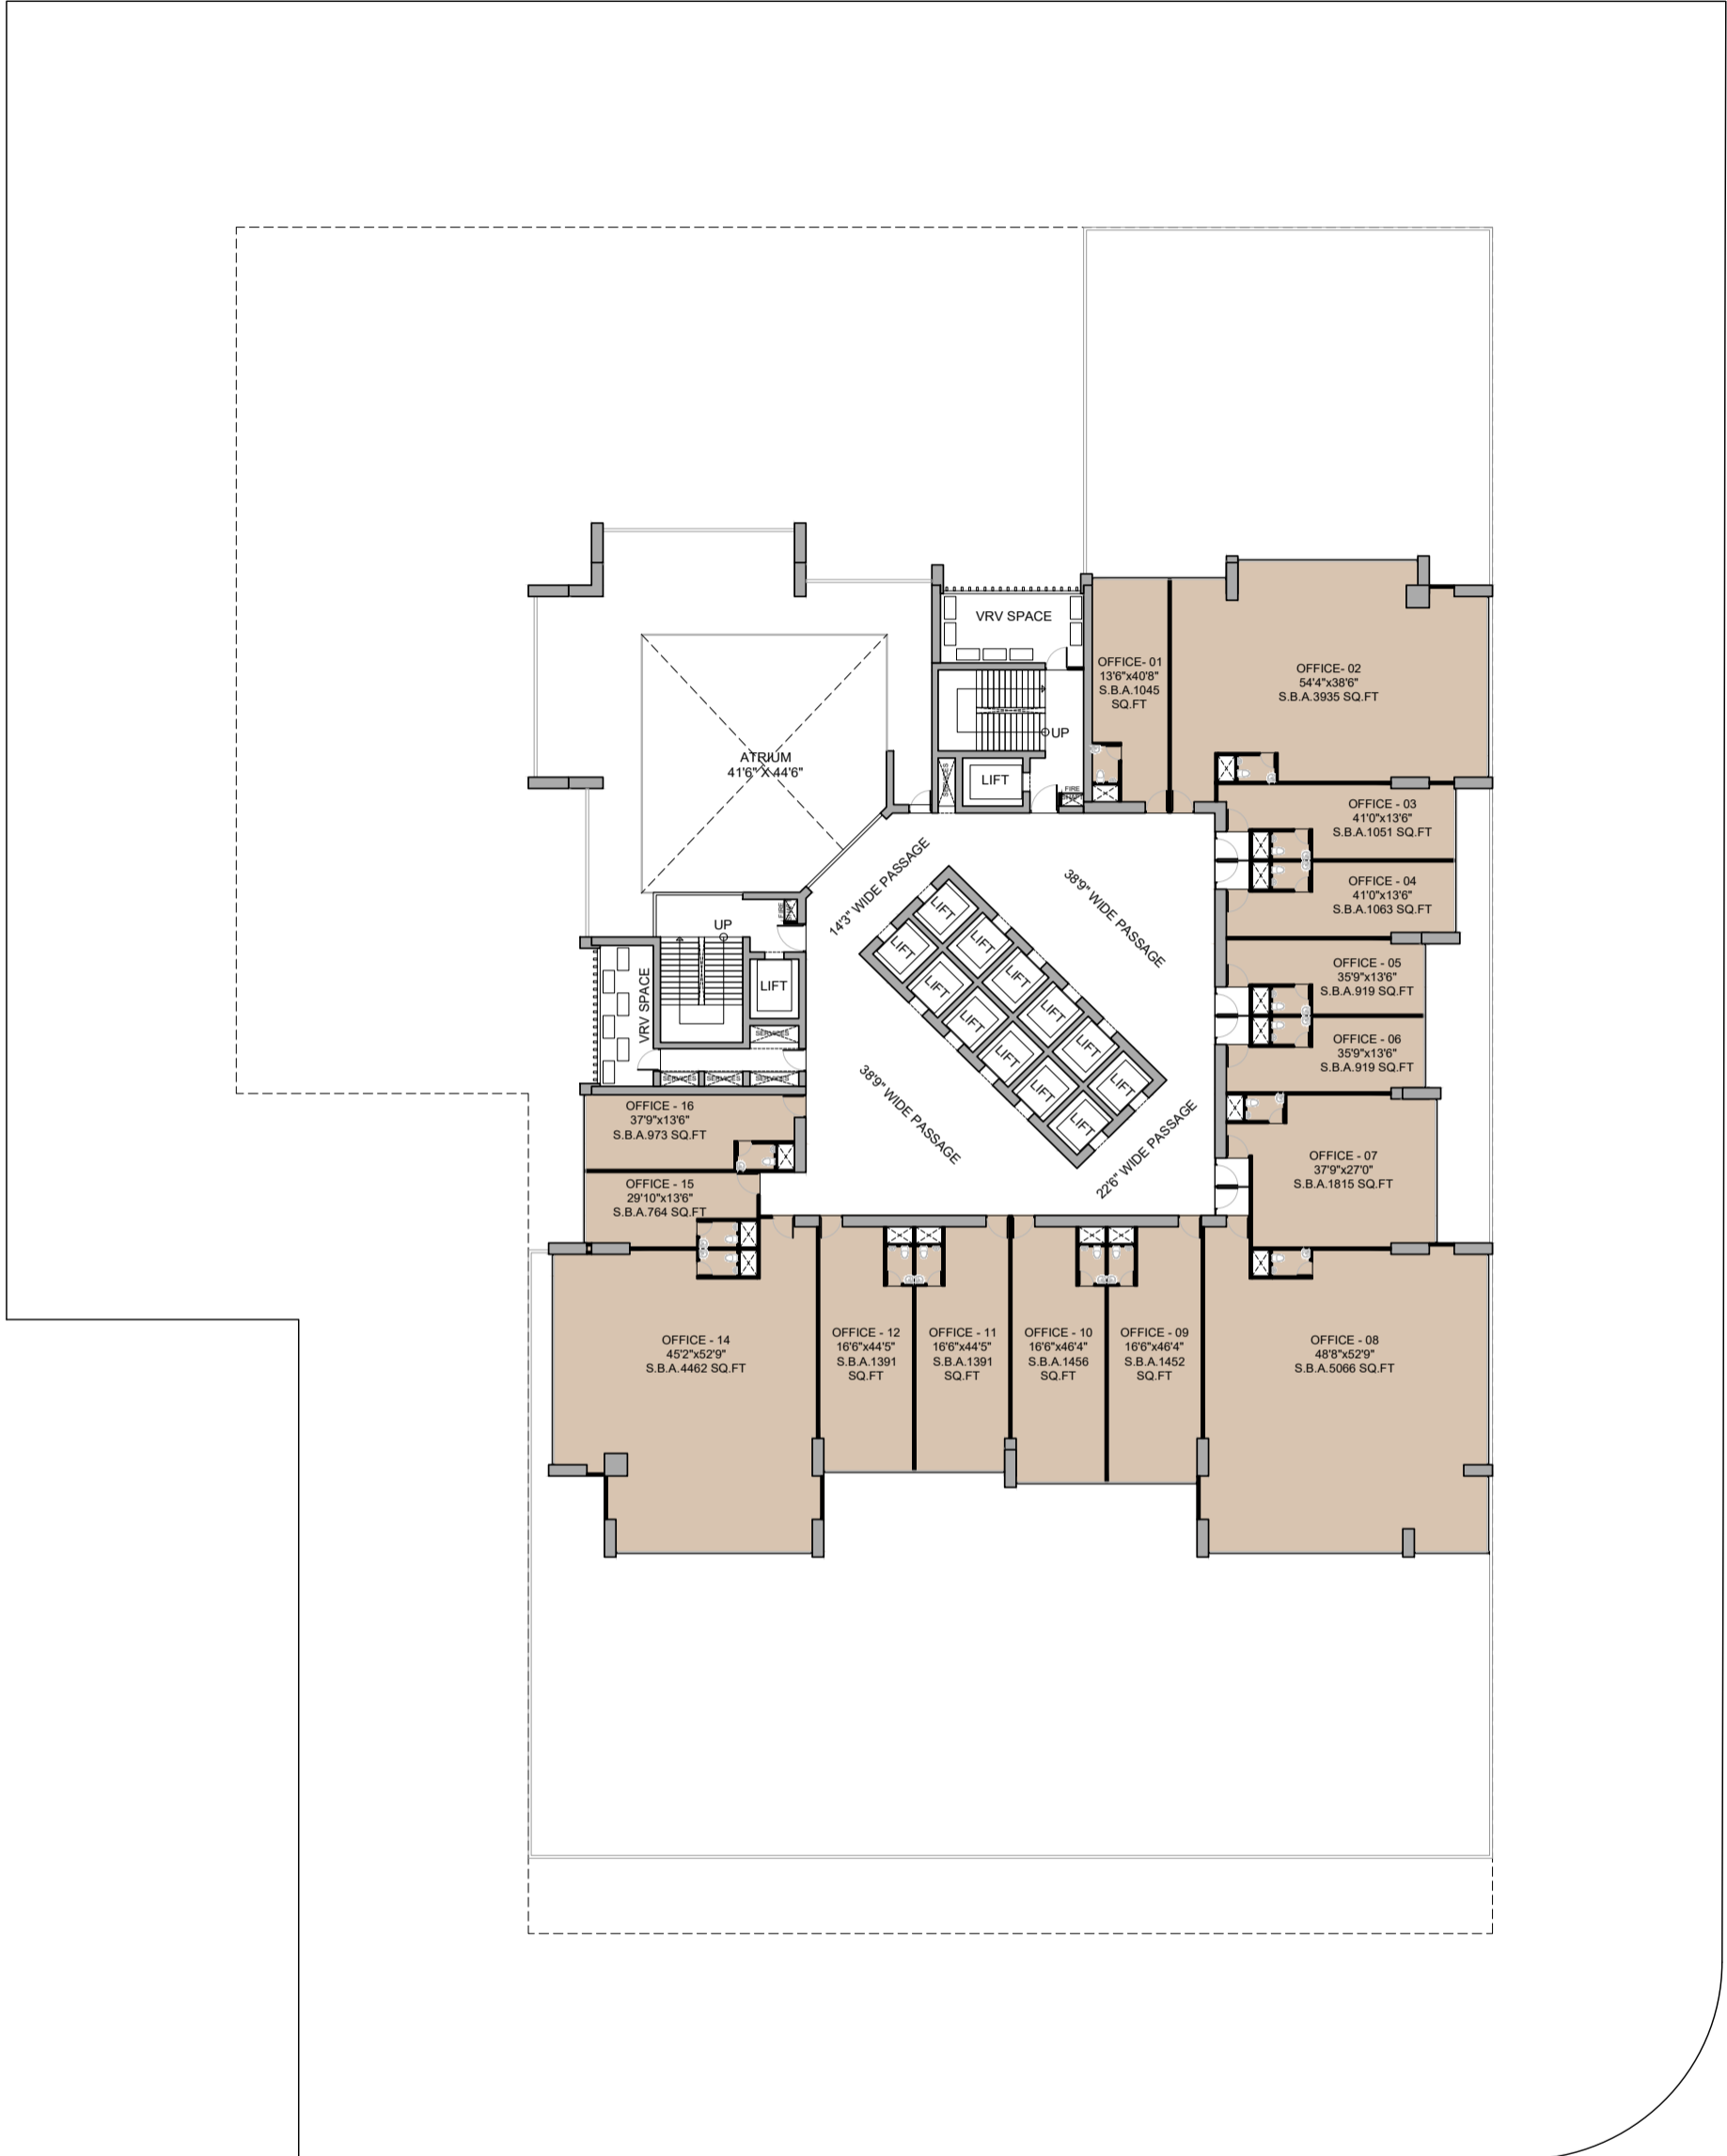 VRV SPACE
OFFICE- 01
13'6"x40'8"
S.B.A.1045
SQ.FT
OFFICE- 02
54'4"x38'6"
S.B.A.3935 SQ.FT
UP
ATRIUM
41'6" X 44'6"
SERVICES
LIFT
FIRE
OFFICE - 03
41'0"x13'6"
S.B.A.1051 SQ.FT
14'3" WIDE PASSAGE
38'9" WIDE PASSAGE
OFFICE - 04
41'0"x13'6"
S.B.A.1063 SQ.FT
UP
FIRE
LIFT
LIFT
LIFT
LIFT
LIFT
LIFT
LIFT
LIFT
LIFT
LIFT
LIFT
LIFT
OFFICE - 05
35'9"x13'6"
S.B.A.919 SQ.FT
VRV SPACE
LIFT
SERVICES
OFFICE - 06
35'9"x13'6"
S.B.A.919 SQ.FT
SERVICES
SERVICES
SERVICES
38'9" WIDE PASSAGE
22'6" WIDE PASSAGE
OFFICE - 16
37'9"x13'6"
S.B.A.973 SQ.FT
OFFICE - 07
37'9"x27'0"
S.B.A.1815 SQ.FT
OFFICE - 15
29'10"x13'6"
S.B.A.764 SQ.FT
OFFICE - 14
45'2"x52'9"
S.B.A.4462 SQ.FT
OFFICE - 12
16'6"x44'5"
S.B.A.1391
SQ.FT
OFFICE - 11
16'6"x44'5"
S.B.A.1391
SQ.FT
OFFICE - 10
16'6"x46'4"
S.B.A.1456
SQ.FT
OFFICE - 09
16'6"x46'4"
S.B.A.1452
SQ.FT
OFFICE - 08
48'8"x52'9"
S.B.A.5066 SQ.FT